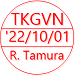 TKGVN
'22/10/01
R. Tamura